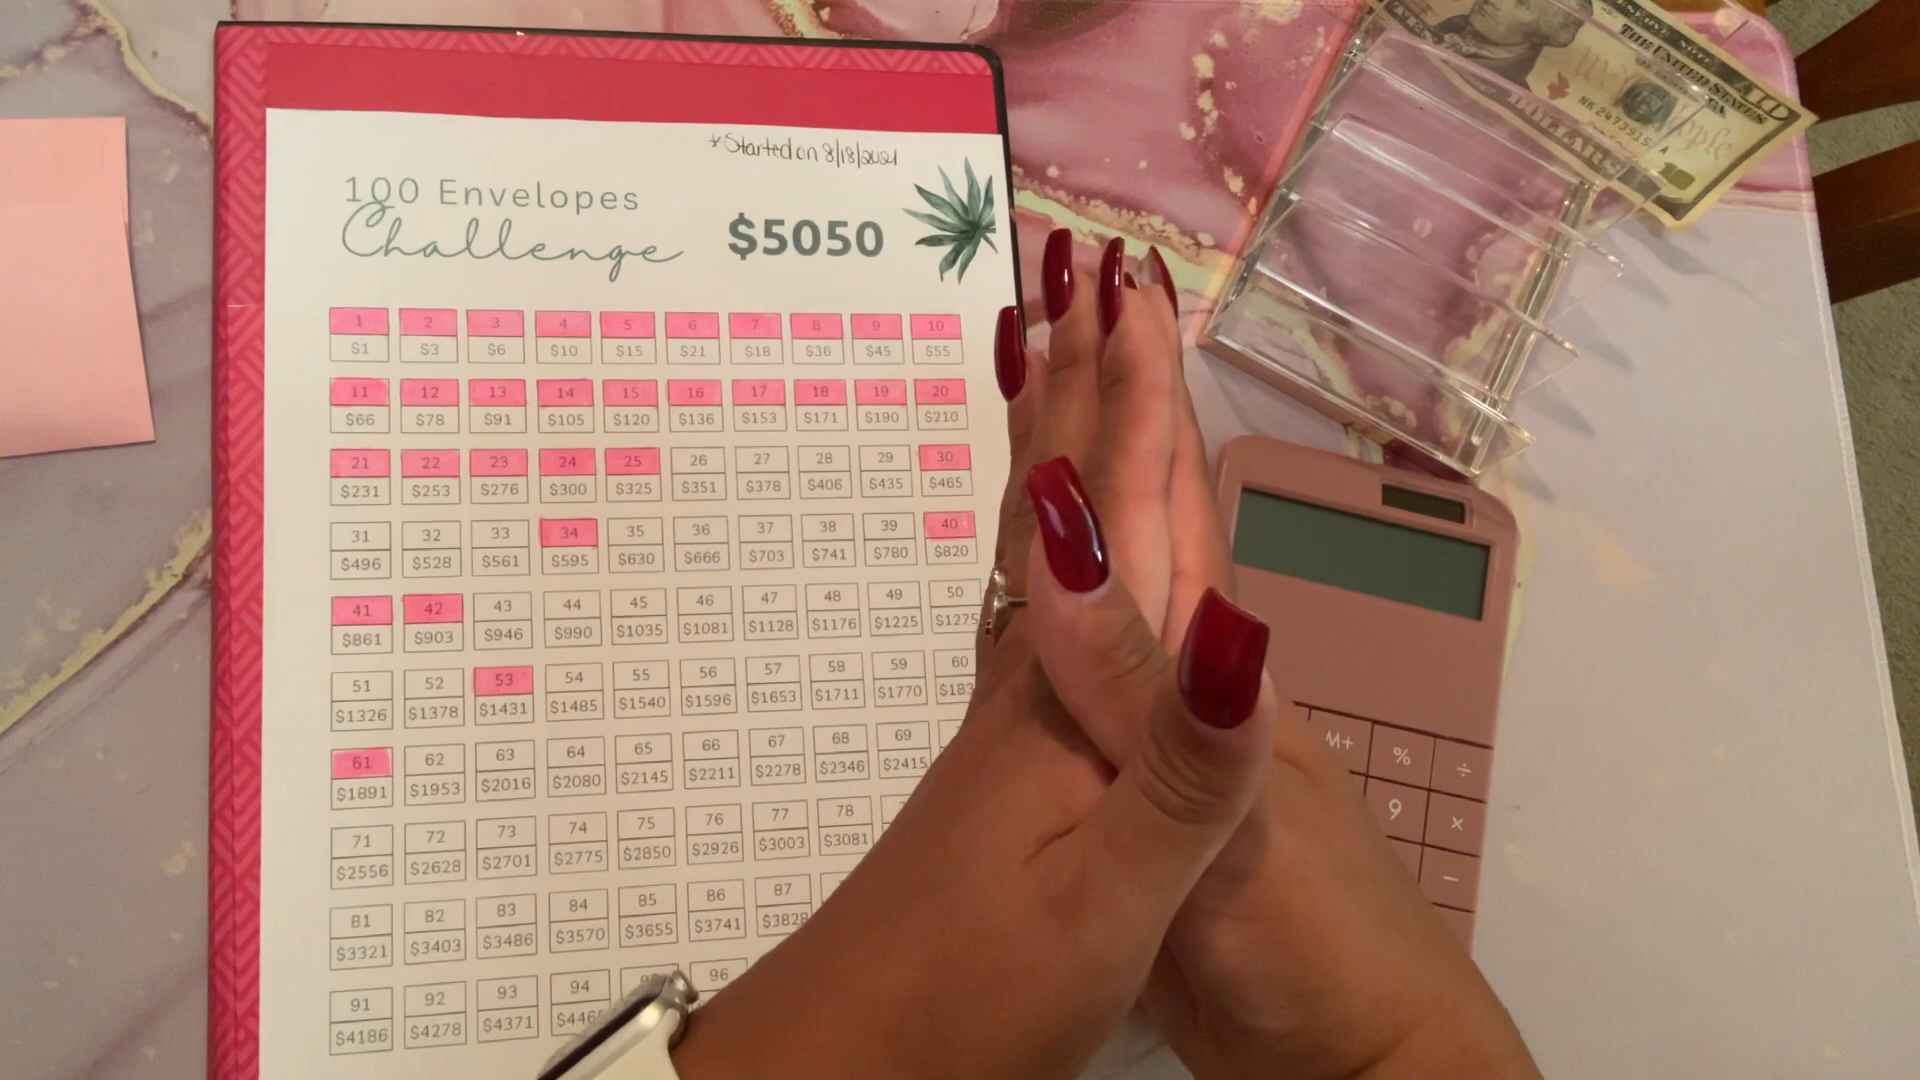 *Started on 8/18/2021
100 Envelopes
Challenge
$5050
1 2 3 4 5 6 7 8 9 10
$1 $3 $6 $10 $15 $21 $18 $36 $45 $55
11 12 13 14 15 16 17 18 19 20
$66 $78 $91 $105 $120 $136 $153 $171 $190 $210
21 22 23 24 25 26 27 28 29 30
$231 $253 $276 $300 $325 $351 $378 $406 $435 $465
31 32 33 34 35 36 37 38 39 40
$496 $528 $561 $595 $630 $666 $703 $741 $780 $820
41 42 43 44 45 46 47 48 49 50
$861 $903 $946 $990 $1035 $1081 $1128 $1176 $1225 $1275
51 52 53 54 55 56 57 58 59 60
$1326 $1378 $1431 $1485 $1540 $1596 $1653 $1711 $1770 $183
61 62 63 64 65 66 67 68 69
$1891 $1953 $2016 $2080 $2145 $2211 $2278 $2346 $2415
71 72 73 74 75 76 77 78
$2556 $2628 $2701 $2775 $2850 $2926 $3003 $3081
81 82 83 84 85 86 87
$3321 $3403 $3486 $3570 $3655 $3741 $3828
91 92 93 94 96
$4186 $4278 $4371 $446
THE UNITED STATES
10
DOLLARS
M+ % ÷
9 ×
−